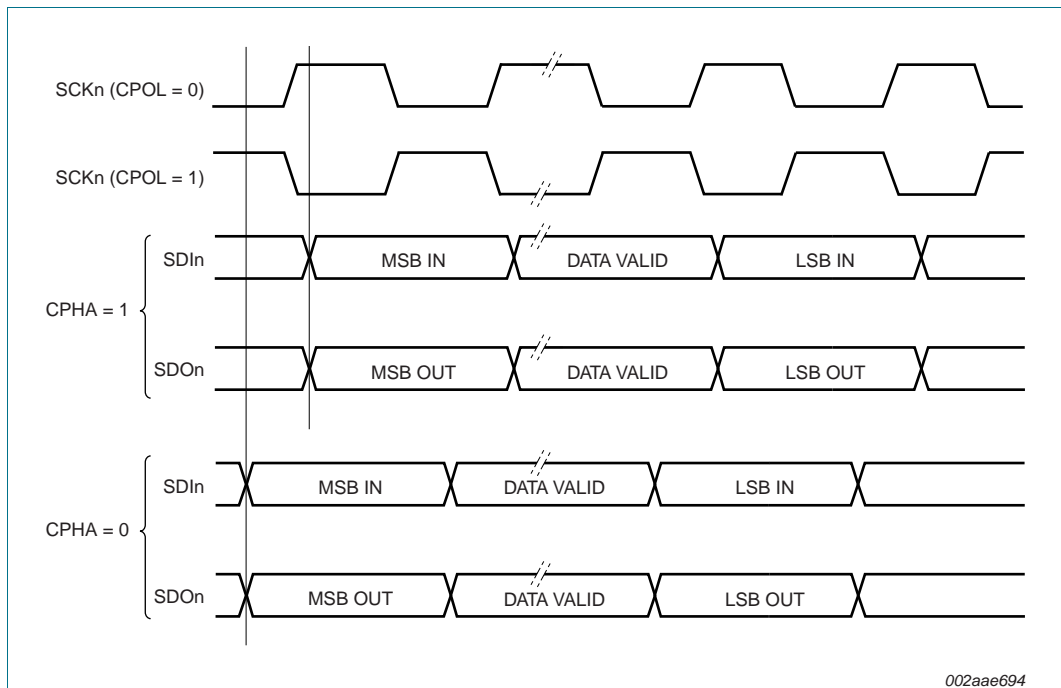 SCKn (CPOL = 0)
SCKn (CPOL = 1)
CPHA = 1
SDIn
MSB IN
DATA VALID
LSB IN
SDOn
MSB OUT
DATA VALID
LSB OUT
CPHA = 0
SDIn
MSB IN
DATA VALID
LSB IN
SDOn
MSB OUT
DATA VALID
LSB OUT
002aae694